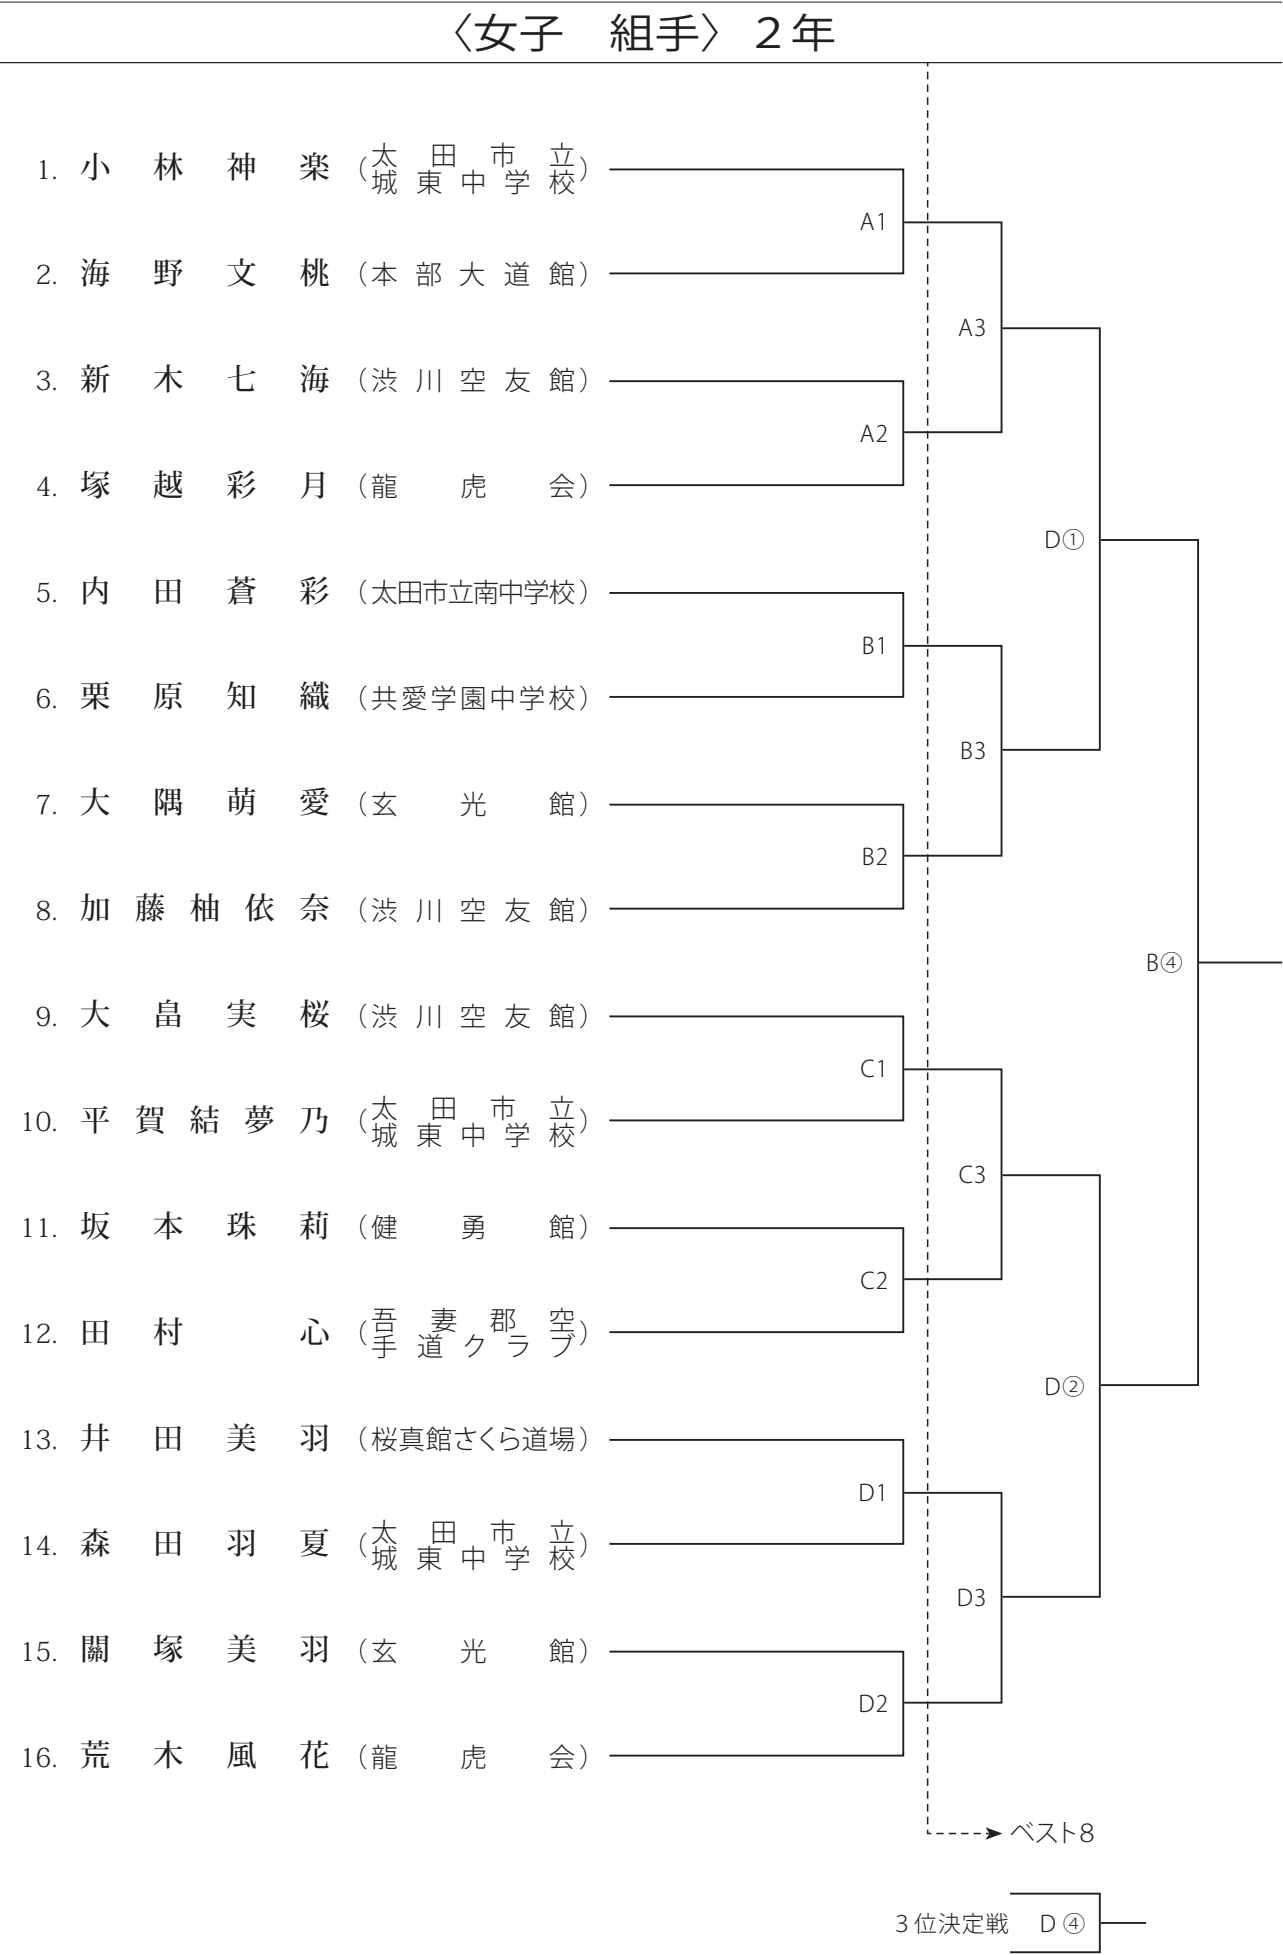 〈女子　組手〉２年
1. 小林神楽（太田市立城東中学校）
A1
2. 海野文桃（本部大道館）
A3
3. 新木七海（渋川空友館）
A2
4. 塚越彩月（龍虎会）
D①
5. 内田蒼彩（太田市立南中学校）
B1
6. 栗原知織（共愛学園中学校）
B3
7. 大隅萌愛（玄光館）
B2
8. 加藤柚依奈（渋川空友館）
B④
9. 大畠実桜（渋川空友館）
C1
10. 平賀結夢乃（太田市立城東中学校）
C3
11. 坂本珠莉（健勇館）
C2
12. 田村　心（吾妻郡空手道クラブ）
D②
13. 井田美羽（桜真館さくら道場）
D1
14. 森田羽夏（太田市立城東中学校）
D3
15. 關塚美羽（玄光館）
D2
16. 荒木風花（龍虎会）
ベスト８
３位決定戦　D④